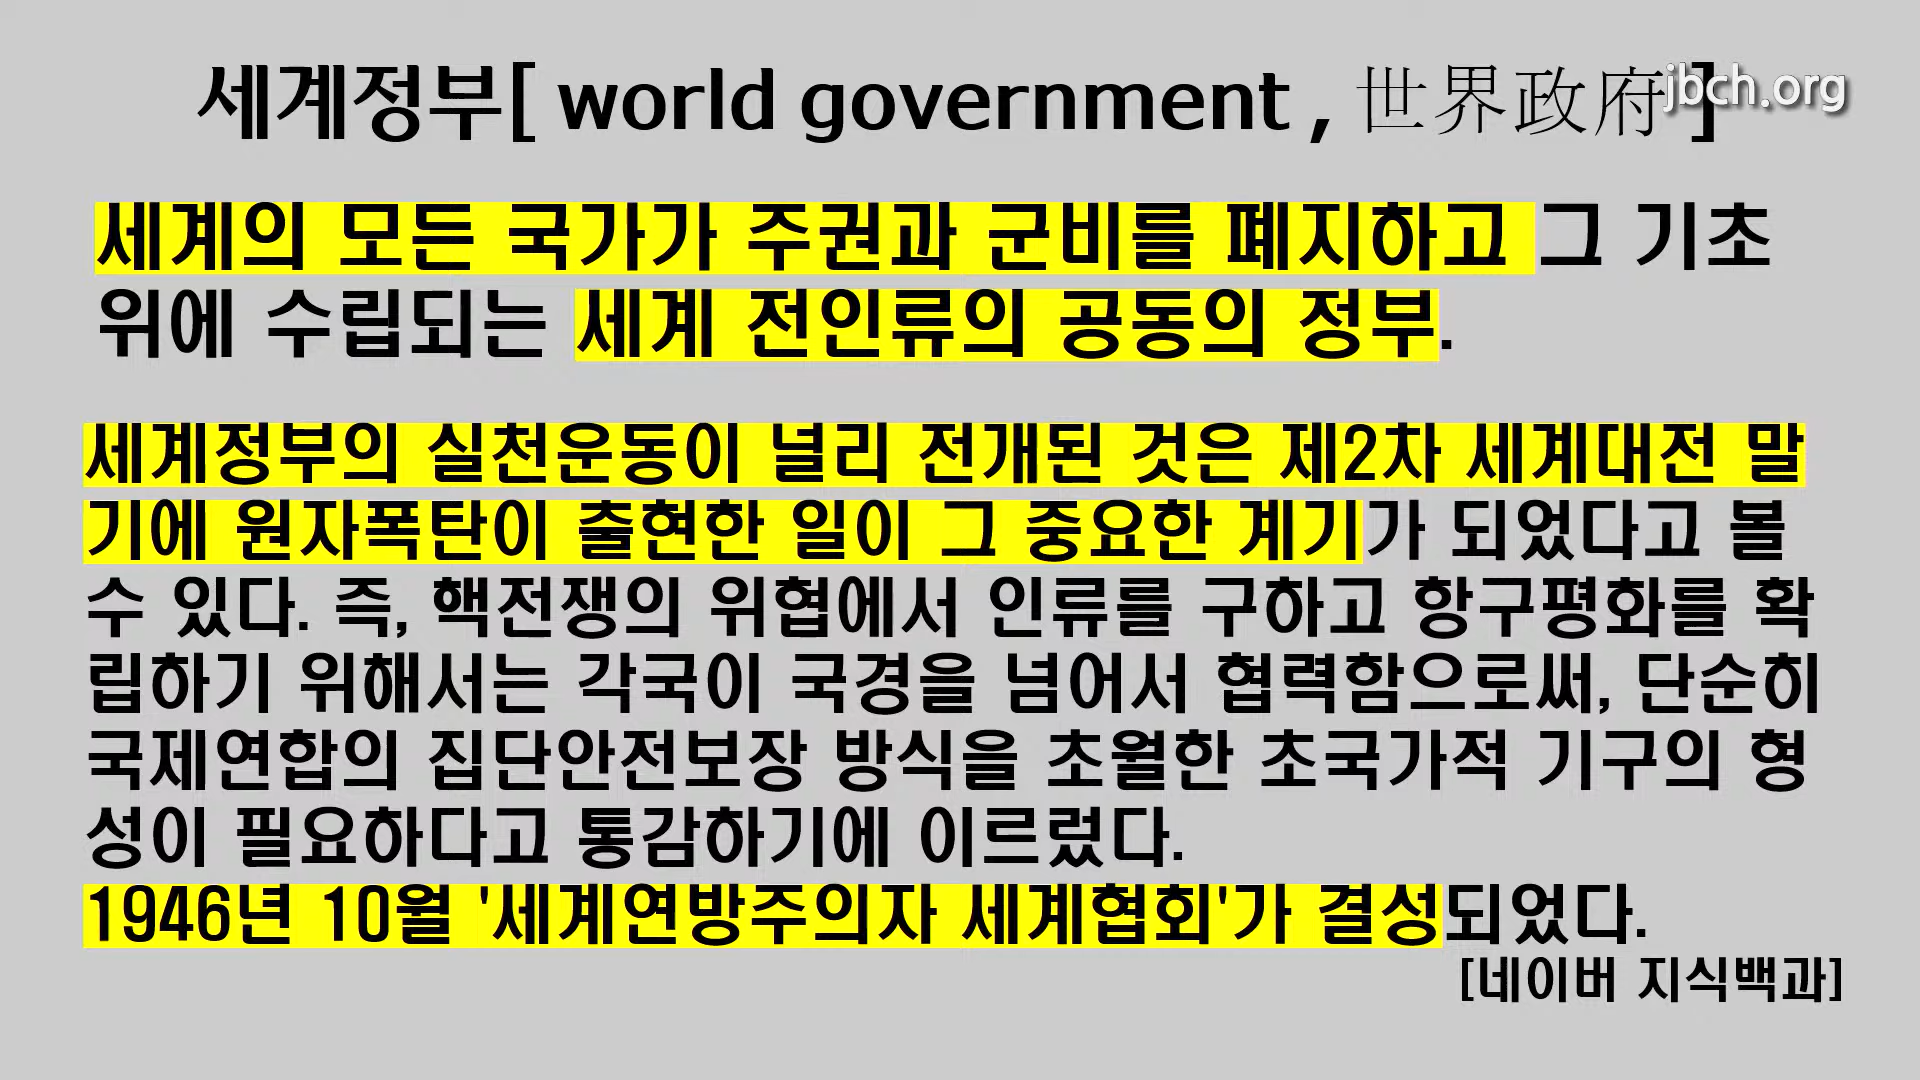 세계정부[ world government , 世界政府 ]
jbch.org
세계의 모든 국가가 주권과 군비를 폐지하고 그 기초
위에 수립되는 세계 전인류의 공동의 정부.
세계정부의 실천운동이 널리 전개된 것은 제2차 세계대전 말
기에 원자폭탄이 출현한 일이 그 중요한 계기가 되었다고 볼
수 있다. 즉, 핵전쟁의 위협에서 인류를 구하고 항구평화를 확
립하기 위해서는 각국이 국경을 넘어서 협력함으로써, 단순히
국제연합의 집단안전보장 방식을 초월한 초국가적 기구의 형
성이 필요하다고 통감하기에 이르렀다.
1946년 10월 '세계연방주의자 세계협회'가 결성되었다.
[네이버 지식백과]